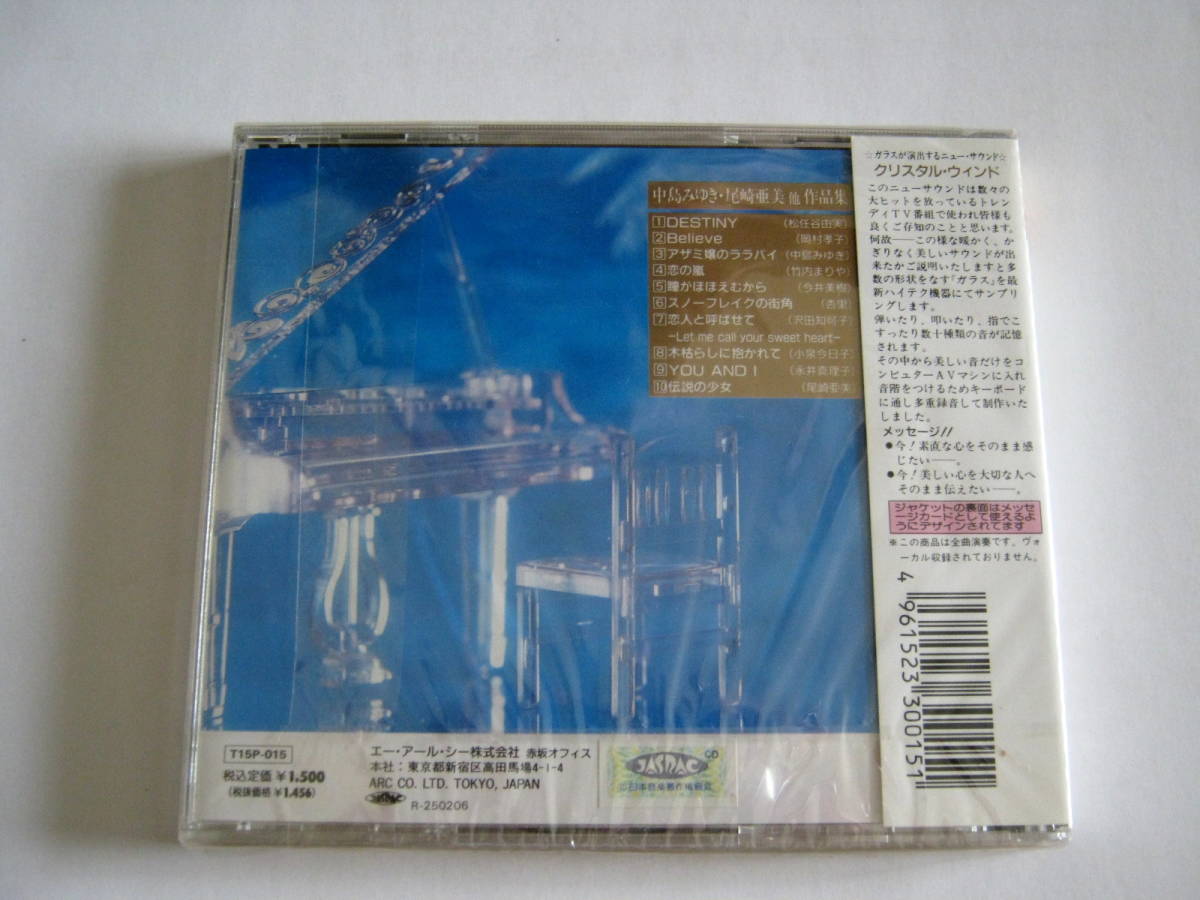 中島みゆき・尾崎亜美 他 作品集
1 DESTINY (松任谷由実)
2 Believe (岡村孝子)
3 アザミ嬢のララバイ (中島みゆき)
4 恋の嵐 (竹内まりや)
5 瞳がほほえむから (今井美樹)
6 スノーフレイクの街角 (杏里)
7 恋人と呼ばせて (沢田知可子)
–Let me call your sweet heart–
8 木枯らしに抱かれて (小泉今日子)
9 YOU AND I (永井真理子)
10 伝説の少女 (尾崎亜美)
☆ガラスが演出するニュー・サウンド☆
クリスタル・ウィンド
このニューサウンドは数々の
大ヒットを放っているトレン
ディTV番組で使われ皆様も
良くご存知のことと思います。
何故――この様な暖かく、か
ぎりなく美しいサウンドが出
来たかご説明いたしますと多
数の形状をなす「ガラス」を最
新ハイテク機器にてサンプリ
ングします。
弾いたり、叩いたり、指でこ
すったり数十種類の音が記憶
されます。
その中から美しい音だけをコ
ンピュターAVマシンに入れ
音階をつけるためキーボード
に通し多重録音して制作いた
しました。
メッセージ!!
●今！素直な心をそのまま感
じたい――。
●今！美しい心を大切な人へ
そのまま伝えたい――。
ジャケットの裏面はメッセ
ージカードとして使えるよ
うにデザインされてます
※この商品は全曲演奏です。ヴォ
ーカル収録されておりません。
4 961523 300151
T15P-015
税込定価 ¥1,500
(税抜価格 ¥1,456)
エー・アール・シー株式会社 赤坂オフィス
本社：東京都新宿区高田馬場4-1-4
ARC CO. LTD. TOKYO, JAPAN
JASRAC R-250206
CD
JASRAC
日本音楽著作権協会